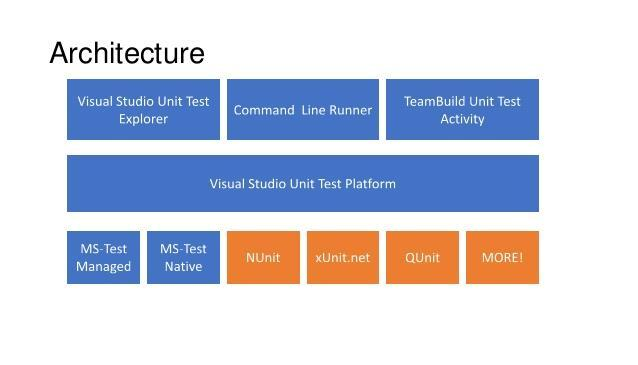 Architecture
Visual Studio Unit Test
Explorer
Command Line Runner
TeamBuild Unit Test
Activity
Visual Studio Unit Test Platform
MS-Test
Managed
MS-Test
Native
NUnit
xUnit.net
QUnit
MORE!